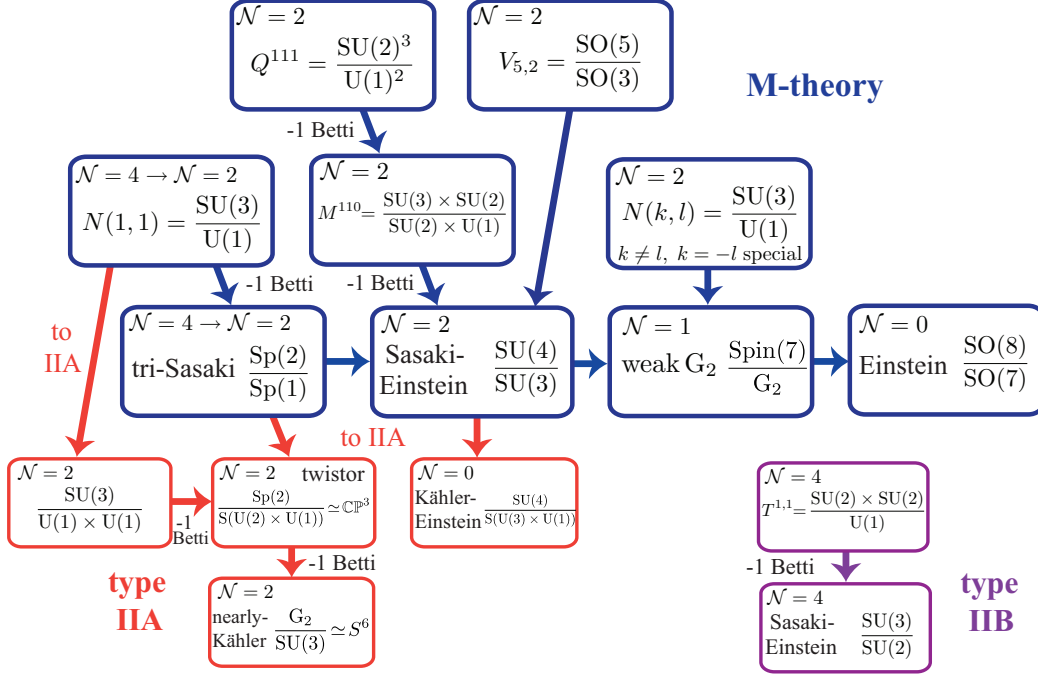 𝒩 = 2
Q¹¹¹ = SU(2)³ / U(1)²
𝒩 = 2
V₅,₂ = SO(5) / SO(3)
M-theory
-1 Betti
𝒩 = 4 → 𝒩 = 2
N(1, 1) = SU(3) / U(1)
𝒩 = 2
M¹¹⁰ = SU(3) × SU(2) / SU(2) × U(1)
𝒩 = 2
N(k, l) = SU(3) / U(1)
k ≠ l, k = −l special
-1 Betti
-1 Betti
to
IIA
𝒩 = 4 → 𝒩 = 2
tri-Sasaki Sp(2) / Sp(1)
𝒩 = 2
Sasaki-
Einstein SU(4) / SU(3)
𝒩 = 1
weak G₂ Spin(7) / G₂
𝒩 = 0
Einstein SO(8) / SO(7)
to IIA
𝒩 = 2
SU(3) / U(1) × U(1)
-1
Betti
𝒩 = 2 twistor
Sp(2) / S(U(2) × U(1)) ≃ ℂℙ³
𝒩 = 0
Kähler-
Einstein SU(4) / S(U(3) × U(1))
𝒩 = 4
T¹,¹ = SU(2) × SU(2) / U(1)
-1 Betti
-1 Betti
type
IIA
𝒩 = 2
nearly-
Kähler G₂ / SU(3) ≃ S⁶
𝒩 = 4
Sasaki-
Einstein SU(3) / SU(2)
type
IIB